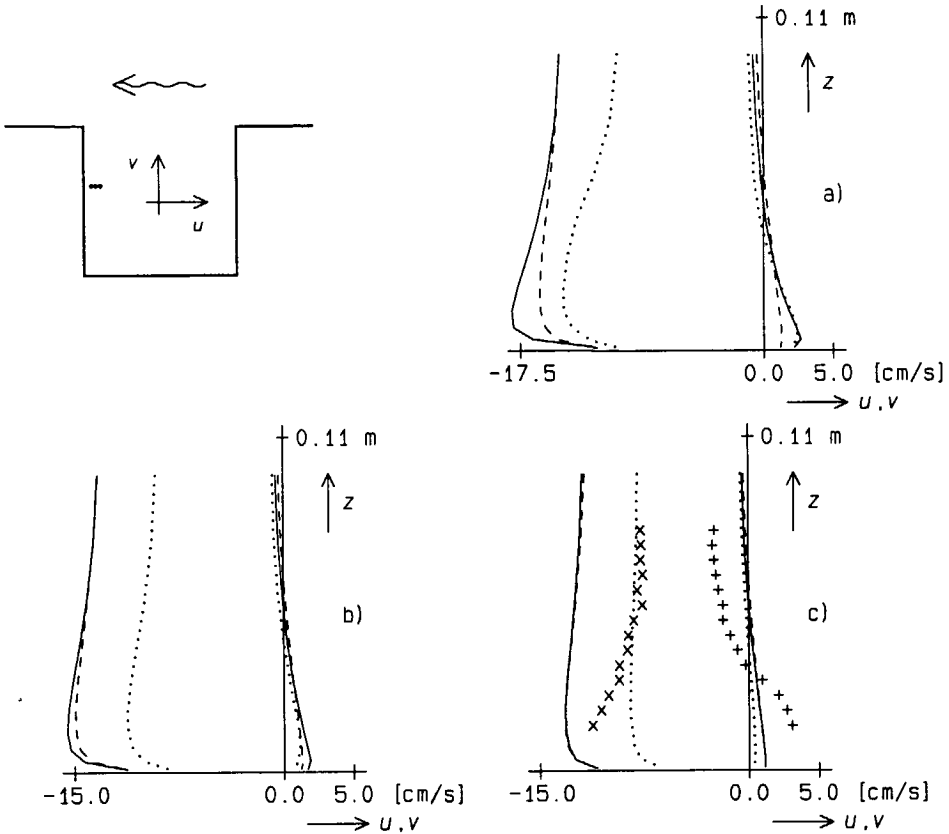 0.11 m
z
v
u
a)
-17.5 0.0 5.0 [cm/s]
u,v
0.11 m
z
b)
-15.0 0.0 5.0 [cm/s]
u,v
0.11 m
z
c)
-15.0 0.0 5.0 [cm/s]
u,v